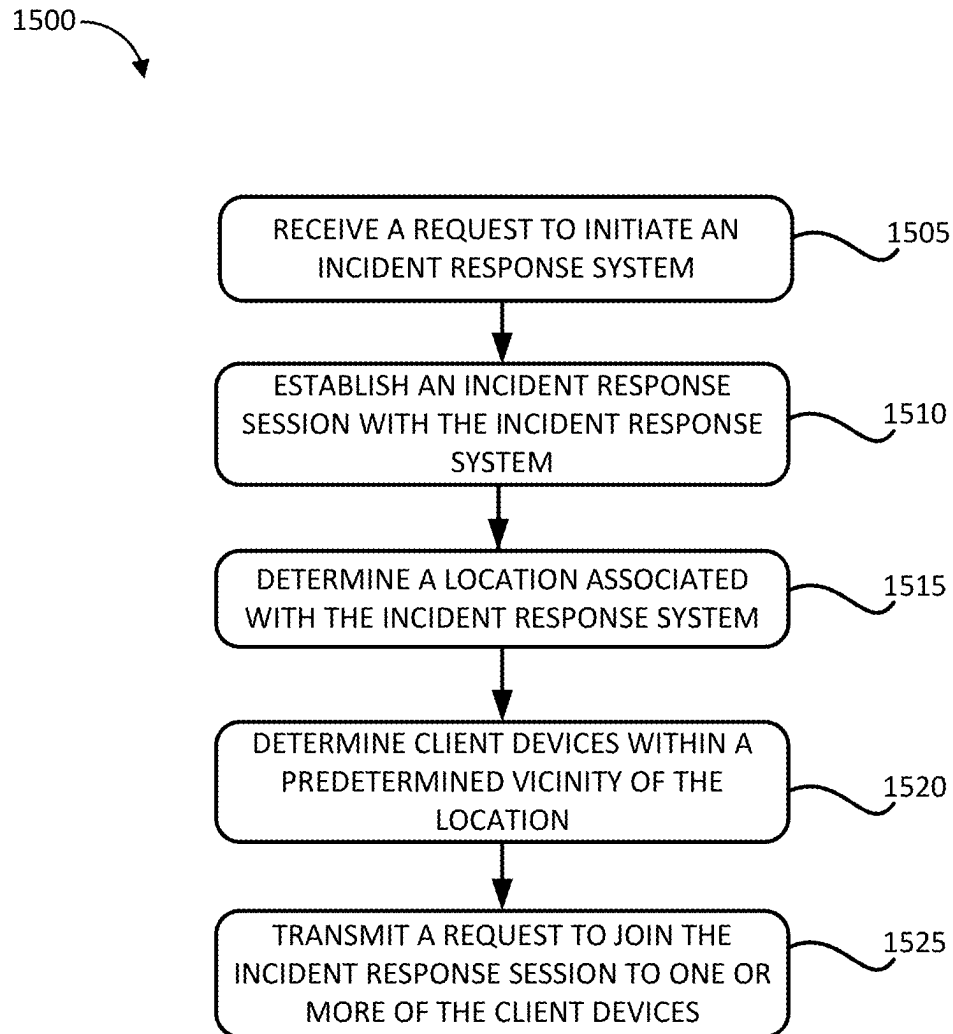 1500
RECEIVE A REQUEST TO INITIATE AN
INCIDENT RESPONSE SYSTEM
1505
ESTABLISH AN INCIDENT RESPONSE
SESSION WITH THE INCIDENT RESPONSE
SYSTEM
1510
DETERMINE A LOCATION ASSOCIATED
WITH THE INCIDENT RESPONSE SYSTEM
1515
DETERMINE CLIENT DEVICES WITHIN A
PREDETERMINED VICINITY OF THE
LOCATION
1520
TRANSMIT A REQUEST TO JOIN THE
INCIDENT RESPONSE SESSION TO ONE OR
MORE OF THE CLIENT DEVICES
1525